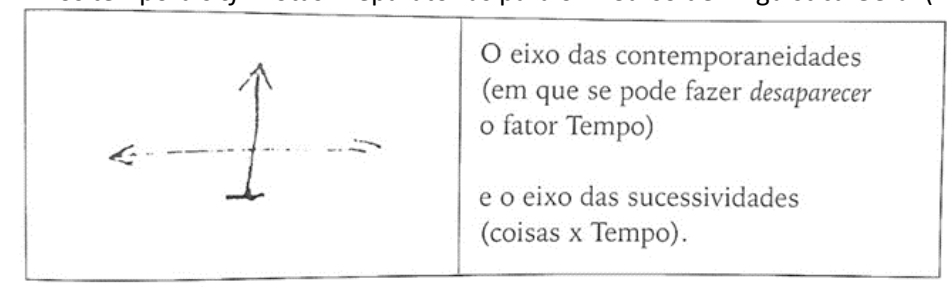 O eixo das contemporaneidades
(em que se pode fazer desaparecer
o fator Tempo)
e o eixo das sucessividades
(coisas x Tempo).